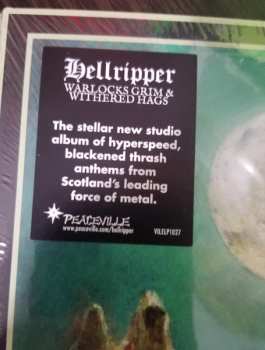 Hellripper
WARLOCKS GRIM &
WITHERED HAGS
The stellar new studio
album of hyperspeed,
blackened thrash
anthems from
Scotland's leading
force of metal.
PEACEVILLE
www.peaceville.com/hellripper
VILELP1037